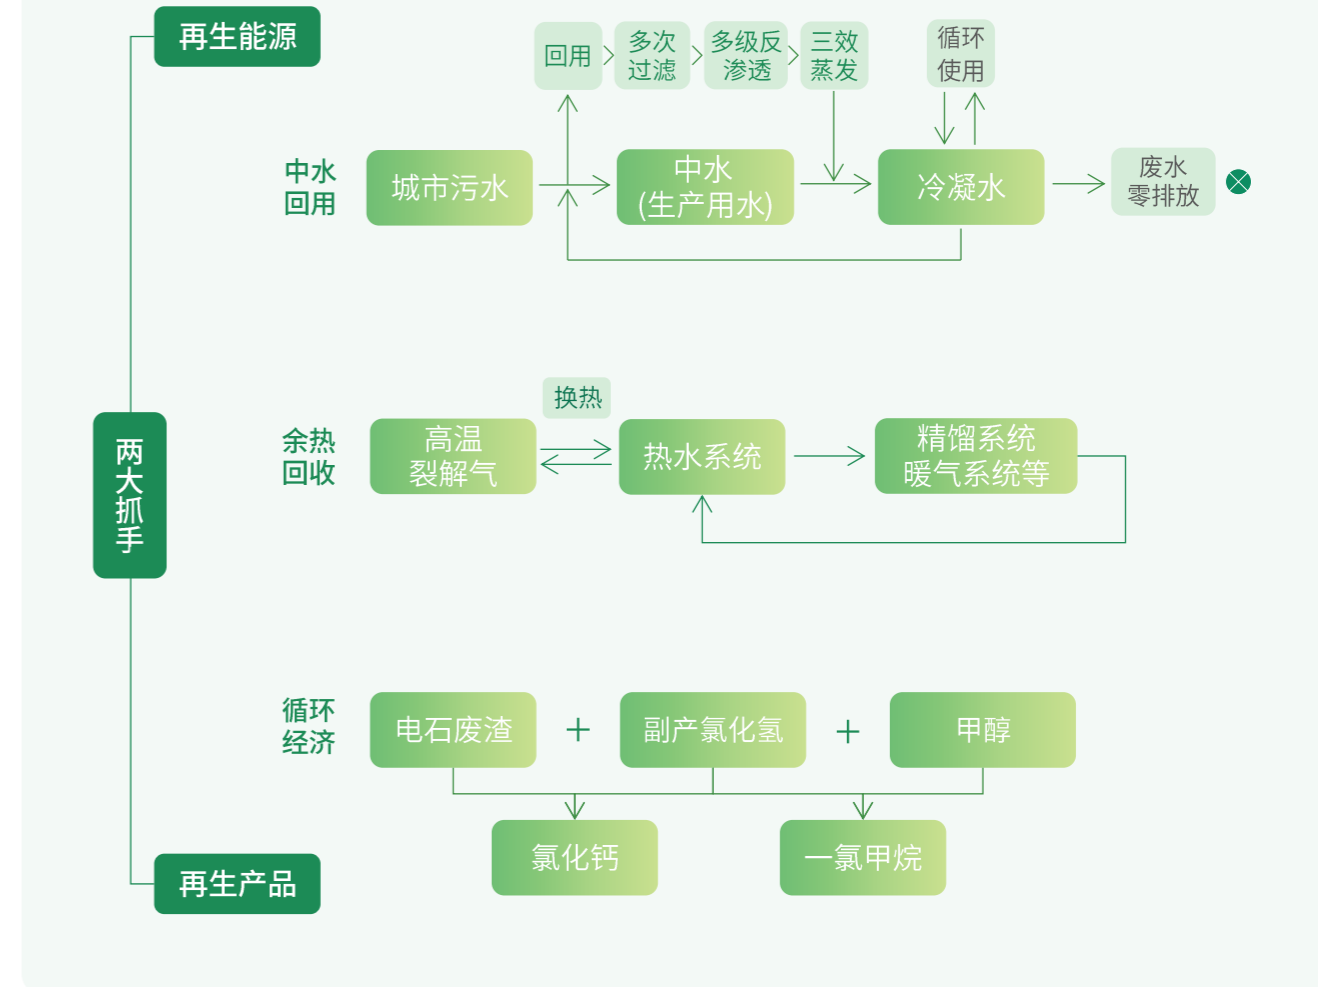 再生能源
回用
多次
过滤
多级反
渗透
三效
蒸发
循环
使用
中水
回用
城市污水
中水
(生产用水)
冷凝水
废水
零排放
换热
余热
回收
高温
裂解气
热水系统
精馏系统
暖气系统等
两大抓手
循环
经济
电石废渣
+
副产氯化氢
+
甲醇
氯化钙
一氯甲烷
再生产品